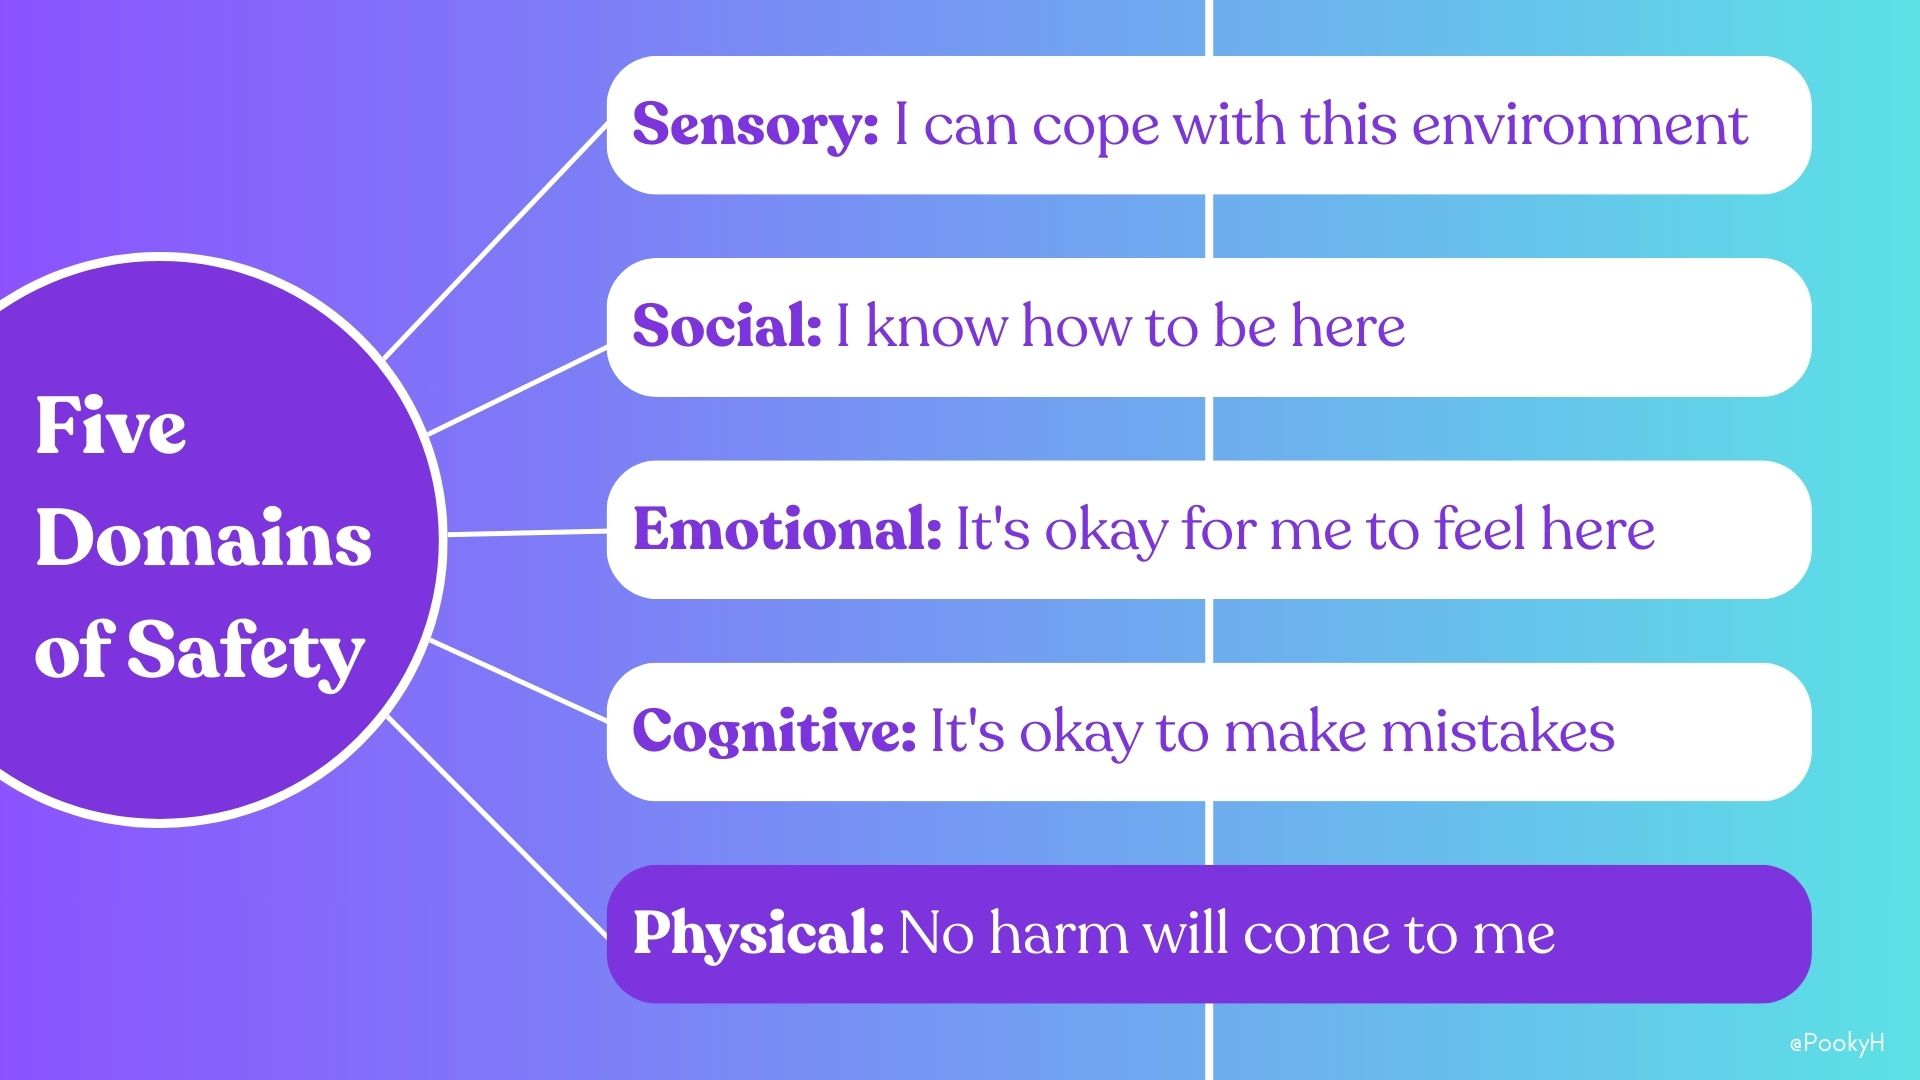 Five
Domains
of Safety
Sensory: I can cope with this environment
Social: I know how to be here
Emotional: It's okay for me to feel here
Cognitive: It's okay to make mistakes
Physical: No harm will come to me
@PookyH